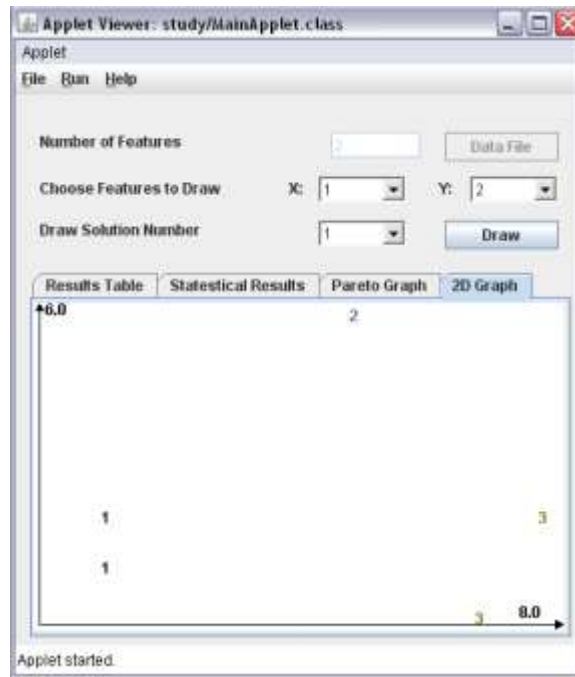 Applet Viewer: study/MainApplet.class
Applet
File Run Help
Number of Features 2 Data File
Choose Features to Draw X: 1 Y: 2
Draw Solution Number 1 Draw
Results Table Statestical Results Pareto Graph 2D Graph
6.0
2
1 3
1
3 8.0
Applet started.